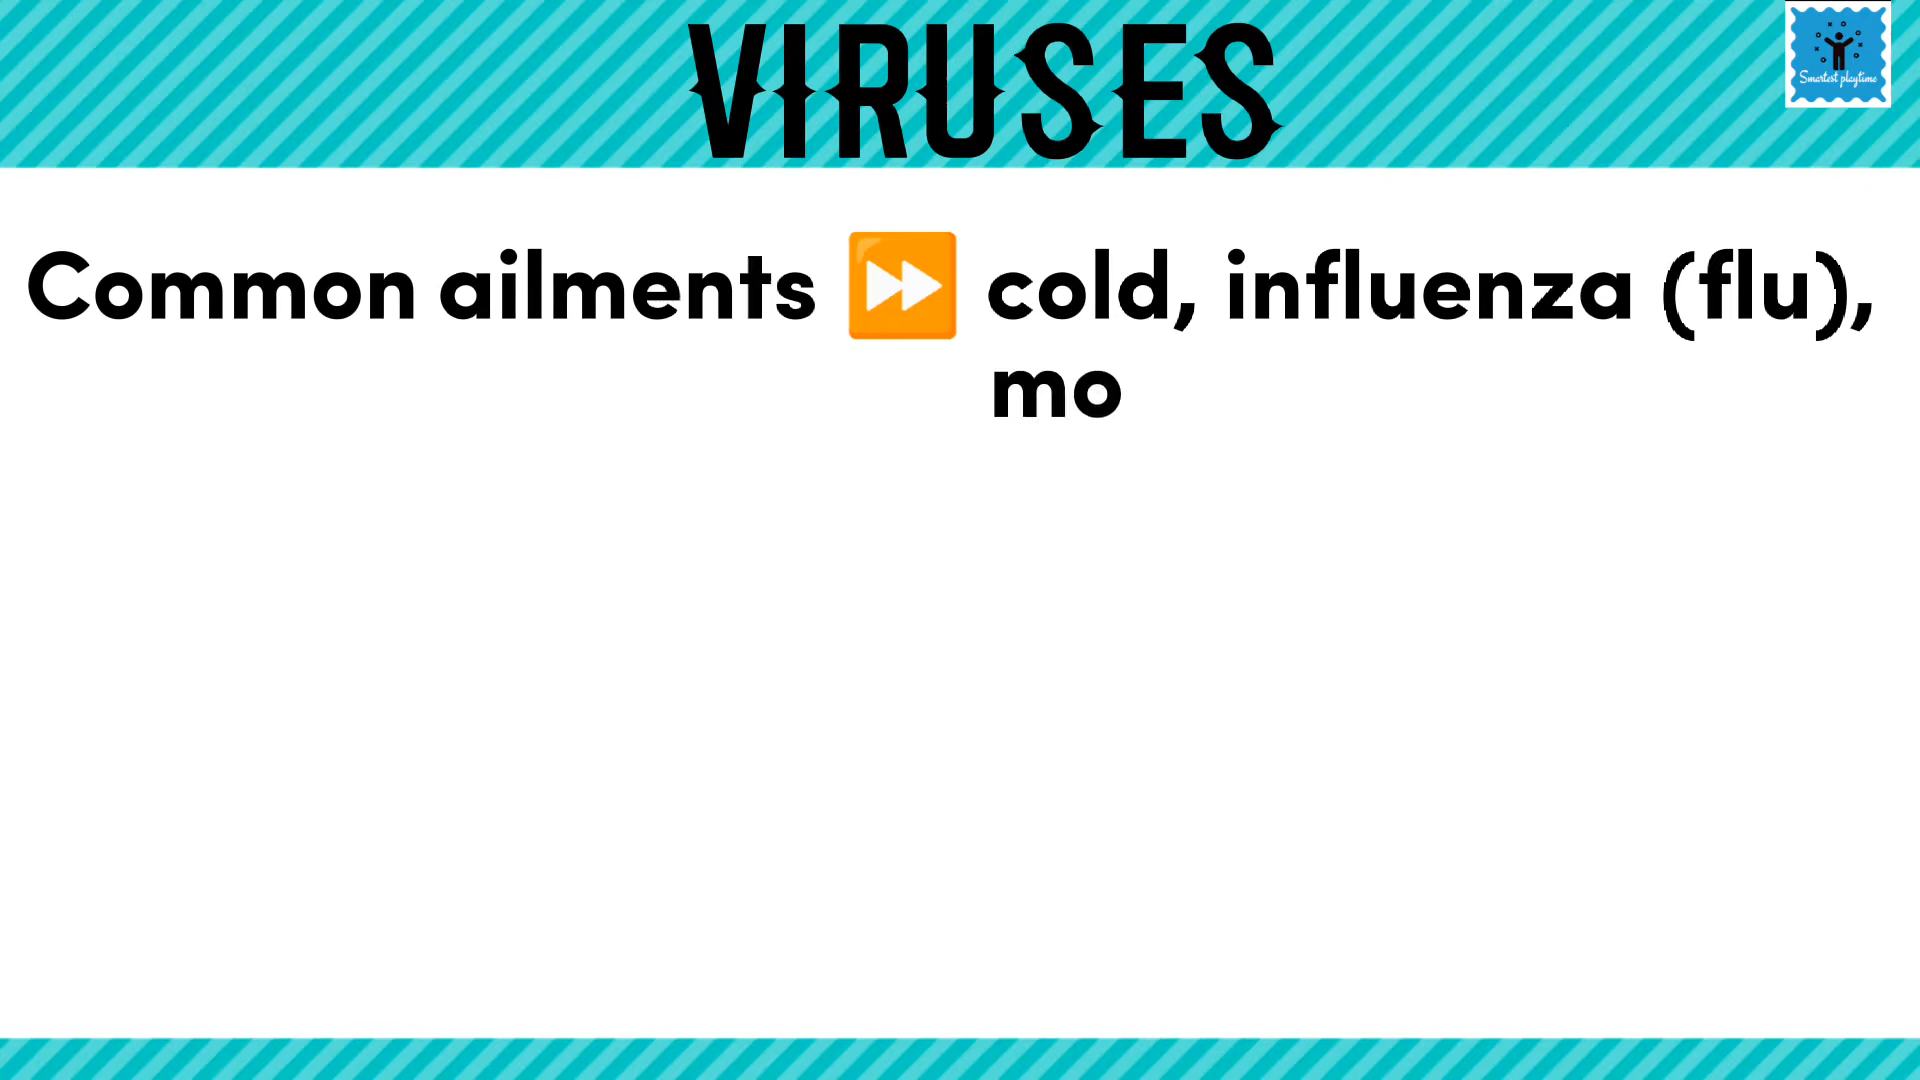 VIRUSES
Smartest playtime
Common ailments ⏩ cold, influenza (flu),
mo